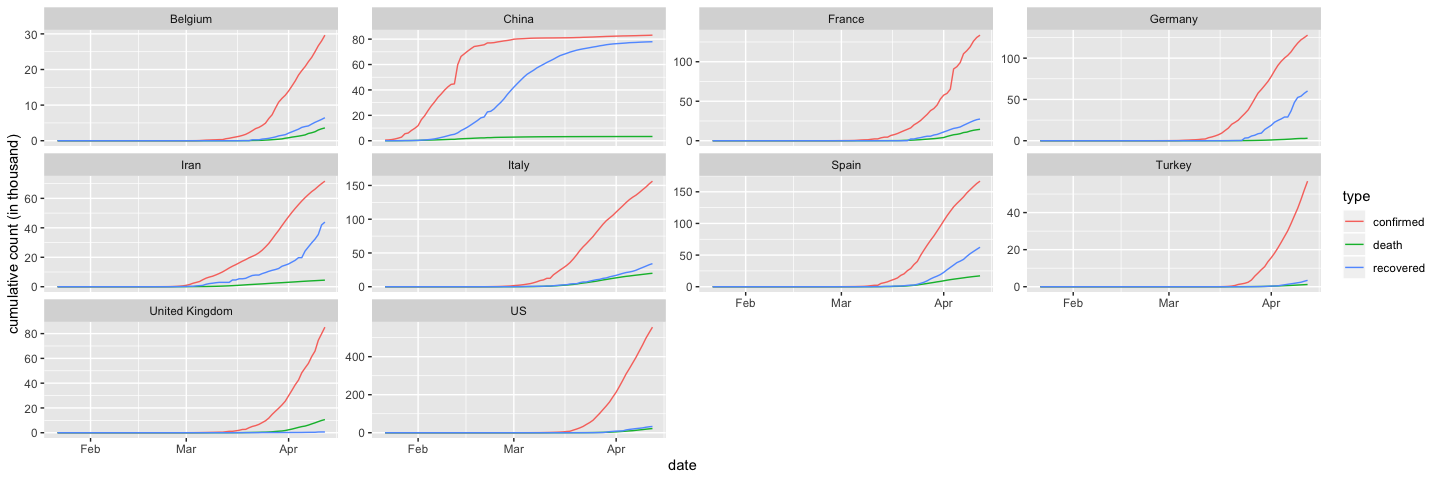 Belgium China France Germany
30 20 10 0
80 60 40 20 0
100 50 0
100 50 0
Iran Italy Spain Turkey
60 40 20 0
150 100 50 0
150 100 50 0
40 20 0
Feb Mar Apr Feb Mar Apr
United Kingdom US
80 60 40 20 0
400 200 0
Feb Mar Apr Feb Mar Apr
cumulative count (in thousand)
date
type
confirmed
death
recovered